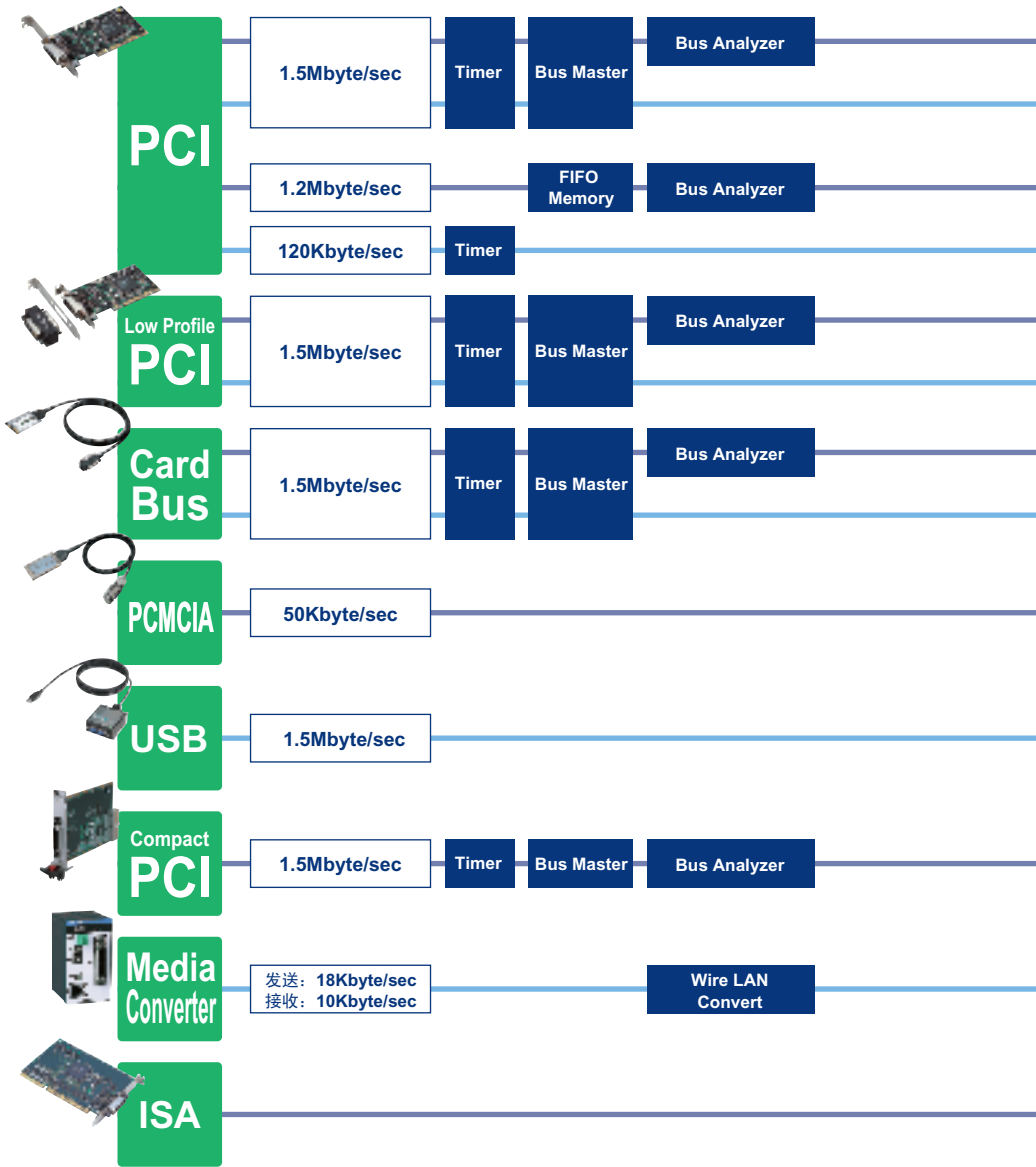 Bus Analyzer
1.5Mbyte/sec
Timer
Bus Master
PCI
1.2Mbyte/sec
FIFO
Memory
Bus Analyzer
120Kbyte/sec
Timer
Low Profile
PCI
1.5Mbyte/sec
Timer
Bus Master
Bus Analyzer
Card
Bus
1.5Mbyte/sec
Timer
Bus Master
Bus Analyzer
PCMCIA
50Kbyte/sec
USB
1.5Mbyte/sec
Compact
PCI
1.5Mbyte/sec
Timer
Bus Master
Bus Analyzer
Media
Converter
发送：18Kbyte/sec
接收：10Kbyte/sec
Wire LAN
Convert
ISA